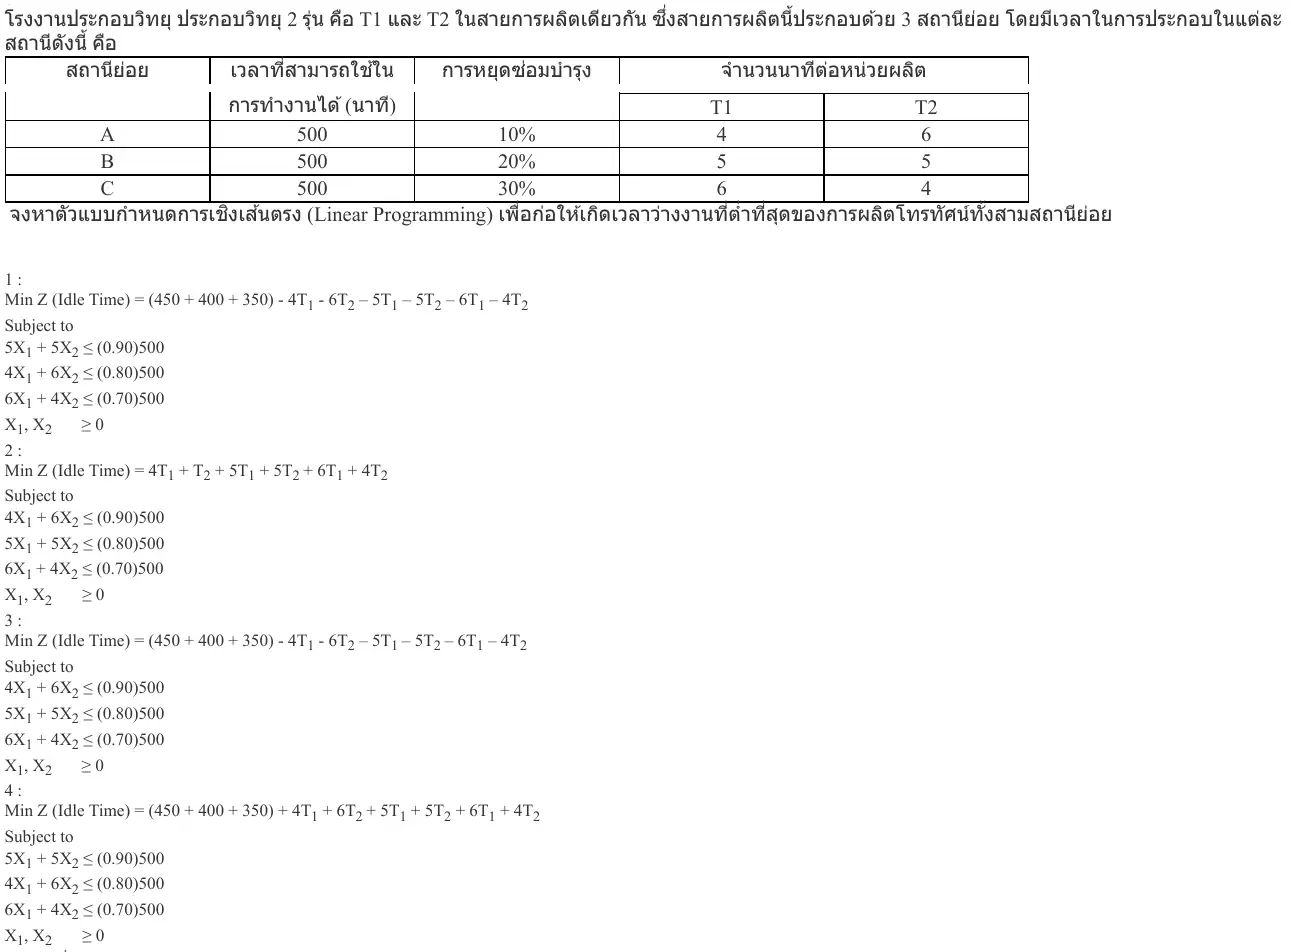 โรงงานประกอบวิทยุ ประกอบวิทยุ 2 รุ่น คือ T1 และ T2 ในสายการผลิตเดียวกัน ซึ่งสายการผลิตนี้ประกอบด้วย 3 สถานีย่อย โดยมีเวลาในการประกอบในแต่ละ
สถานีดังนี้ คือ
สถานีย่อย เวลาที่สามารถใช้ใน การหยุดซ่อมบำรุง จำนวนนาทีต่อหน่วยผลิต
การทำงานได้ (นาที) T1 T2
A 500 10% 4 6
B 500 20% 5 5
C 500 30% 6 4
จงหาตัวแบบกำหนดการเชิงเส้นตรง (Linear Programming) เพื่อก่อให้เกิดเวลาว่างงานที่ต่ำที่สุดของการผลิตโทรทัศน์ทั้งสามสถานีย่อย
1 :
Min Z (Idle Time) = (450 + 400 + 350) - 4T1 - 6T2 – 5T1 – 5T2 – 6T1 – 4T2
Subject to
5X1 + 5X2 ≤ (0.90)500
4X1 + 6X2 ≤ (0.80)500
6X1 + 4X2 ≤ (0.70)500
X1, X2 ≥ 0
2 :
Min Z (Idle Time) = 4T1 + T2 + 5T1 + 5T2 + 6T1 + 4T2
Subject to
4X1 + 6X2 ≤ (0.90)500
5X1 + 5X2 ≤ (0.80)500
6X1 + 4X2 ≤ (0.70)500
X1, X2 ≥ 0
3 :
Min Z (Idle Time) = (450 + 400 + 350) - 4T1 - 6T2 – 5T1 – 5T2 – 6T1 – 4T2
Subject to
4X1 + 6X2 ≤ (0.90)500
5X1 + 5X2 ≤ (0.80)500
6X1 + 4X2 ≤ (0.70)500
X1, X2 ≥ 0
4 :
Min Z (Idle Time) = (450 + 400 + 350) + 4T1 + 6T2 + 5T1 + 5T2 + 6T1 + 4T2
Subject to
5X1 + 5X2 ≤ (0.90)500
4X1 + 6X2 ≤ (0.80)500
6X1 + 4X2 ≤ (0.70)500
X1, X2 ≥ 0